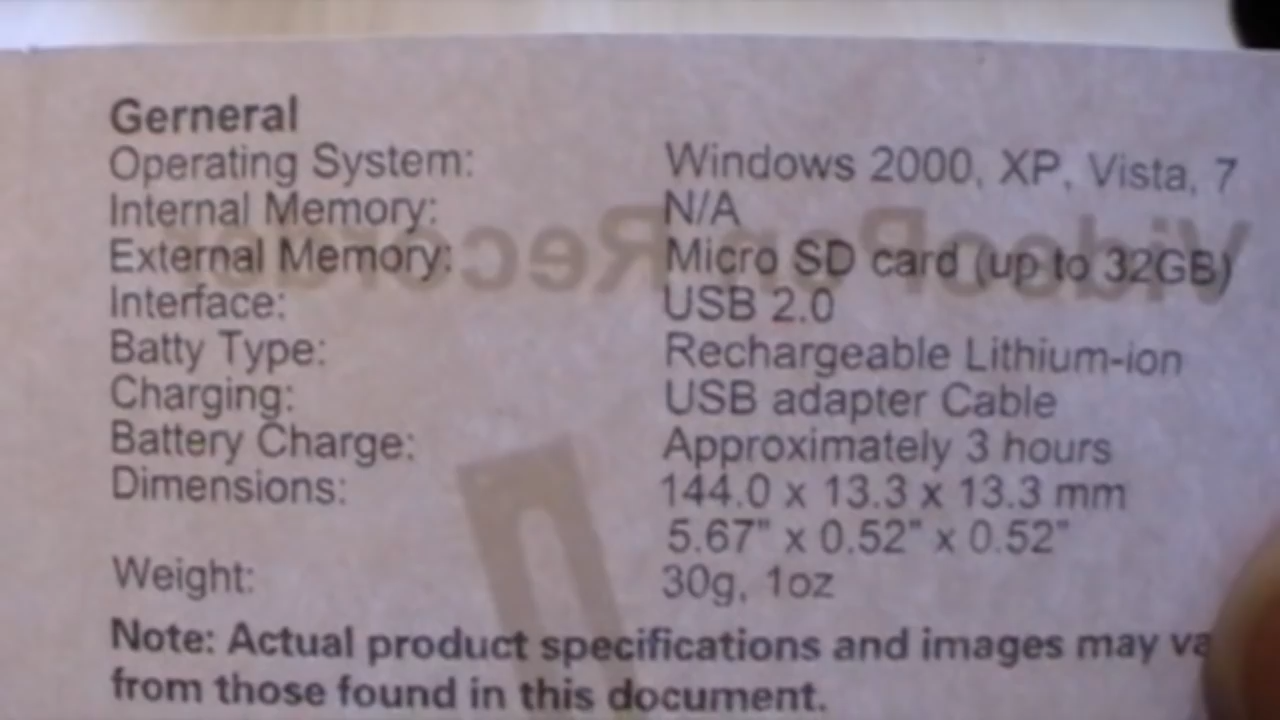 Gerneral
Operating System: Windows 2000, XP, Vista, 7
Internal Memory: N/A
External Memory: Micro SD card (up to 32GB)
Interface: USB 2.0
Batty Type: Rechargeable Lithium-ion
Charging: USB adapter Cable
Battery Charge: Approximately 3 hours
Dimensions: 144.0 x 13.3 x 13.3 mm
5.67" x 0.52" x 0.52"
Weight: 30g, 1oz
Note: Actual product specifications and images may
from those found in this document.